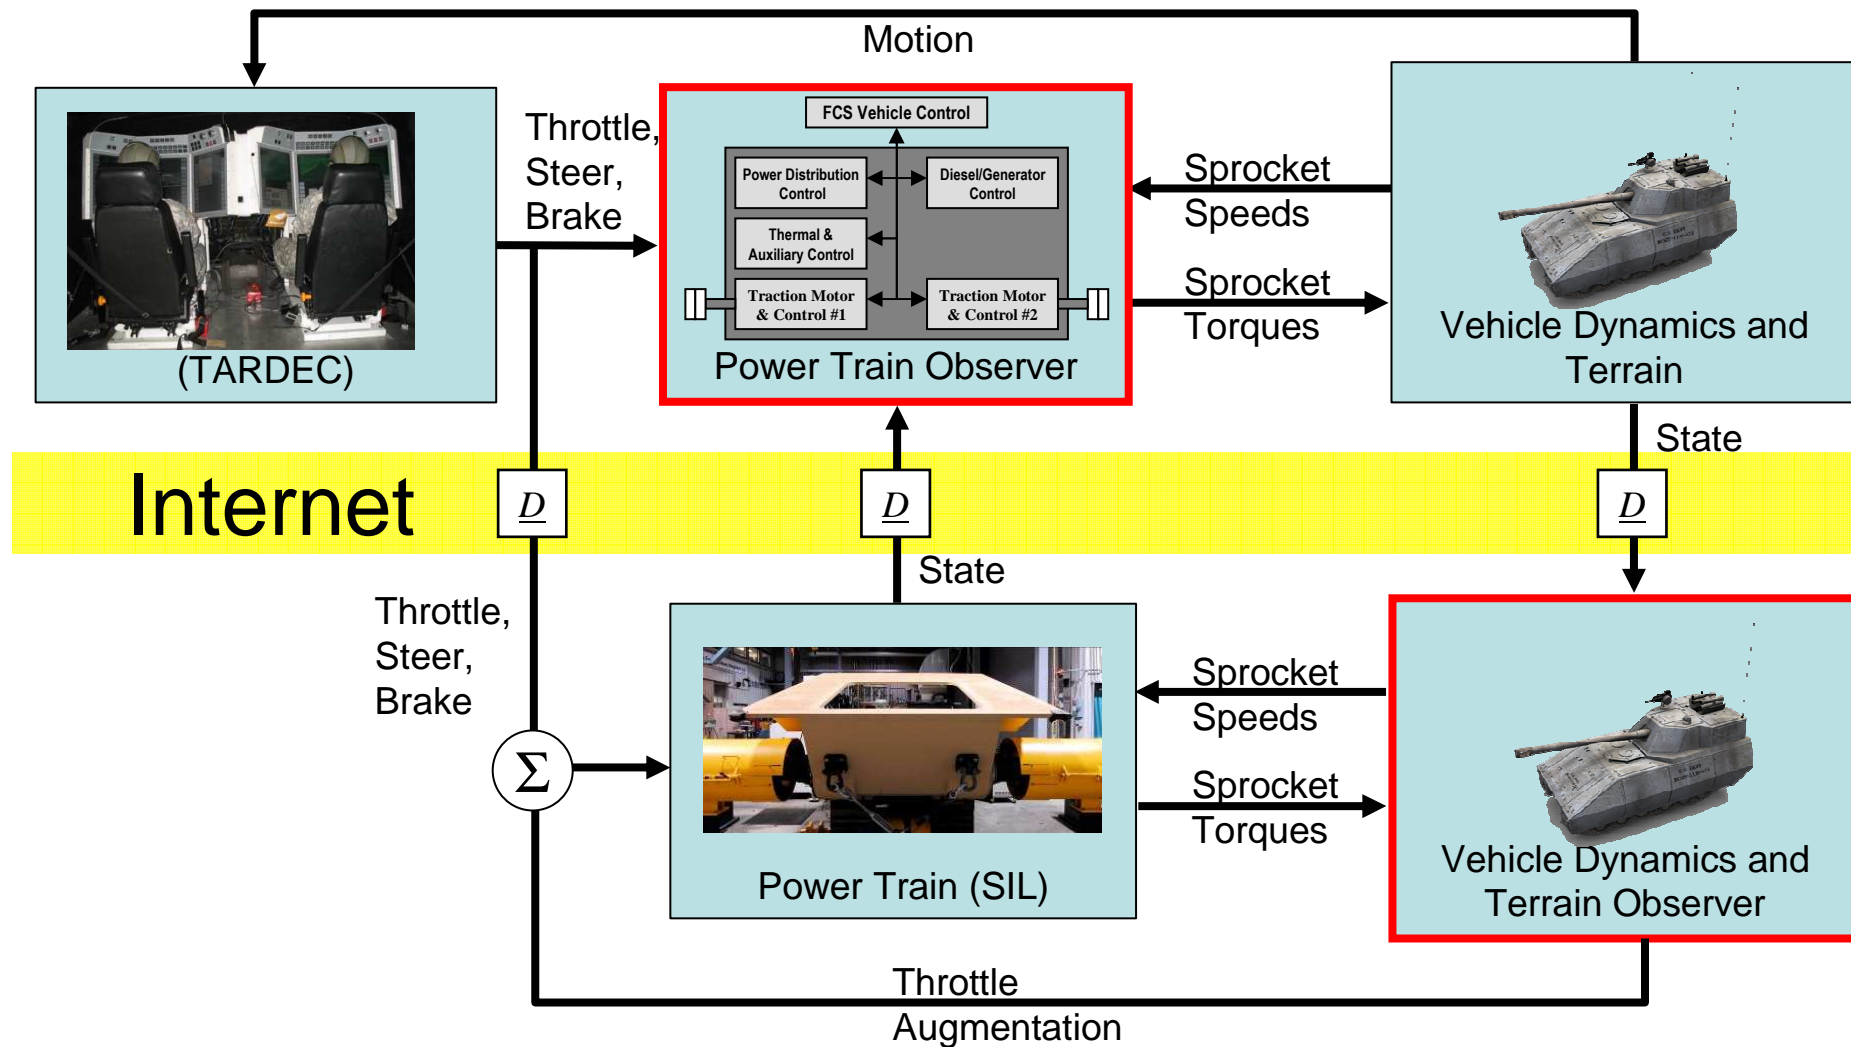 Motion
Throttle,
Steer,
Brake
FCS Vehicle Control
Power Distribution
Control
Diesel/Generator
Control
Thermal &
Auxiliary Control
Traction Motor
& Control #1
Traction Motor
& Control #2
Power Train Observer
(TARDEC)
Sprocket
Speeds
Sprocket
Torques
Vehicle Dynamics and
Terrain
State
Internet
D
D
D
State
Throttle,
Steer,
Brake
Σ
Power Train (SIL)
Sprocket
Speeds
Sprocket
Torques
Vehicle Dynamics and
Terrain Observer
Throttle
Augmentation